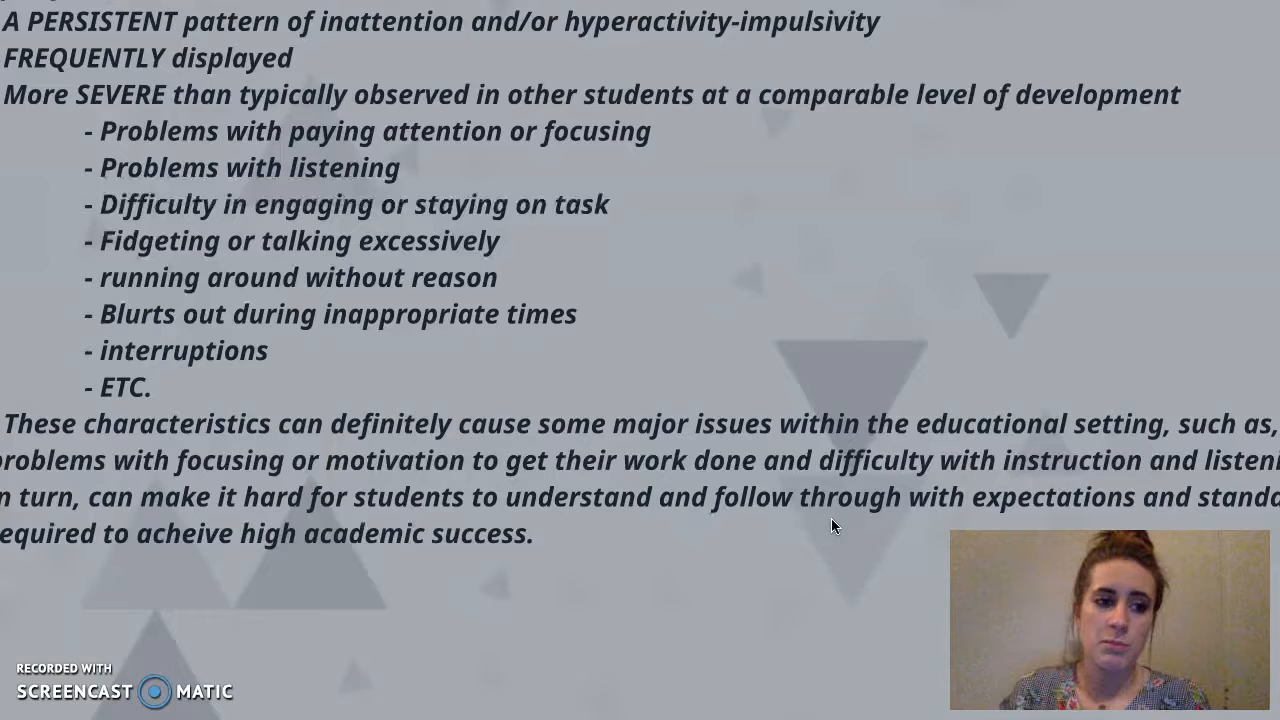 A PERSISTENT pattern of inattention and/or hyperactivity-impulsivity
FREQUENTLY displayed
More SEVERE than typically observed in other students at a comparable level of development
- Problems with paying attention or focusing
- Problems with listening
- Difficulty in engaging or staying on task
- Fidgeting or talking excessively
- running around without reason
- Blurts out during inappropriate times
- interruptions
- ETC.
These characteristics can definitely cause some major issues within the educational setting, such as,
problems with focusing or motivation to get their work done and difficulty with instruction and listeni
n turn, can make it hard for students to understand and follow through with expectations and standa
equired to acheive high academic success.
RECORDED WITH
SCREENCAST MATIC